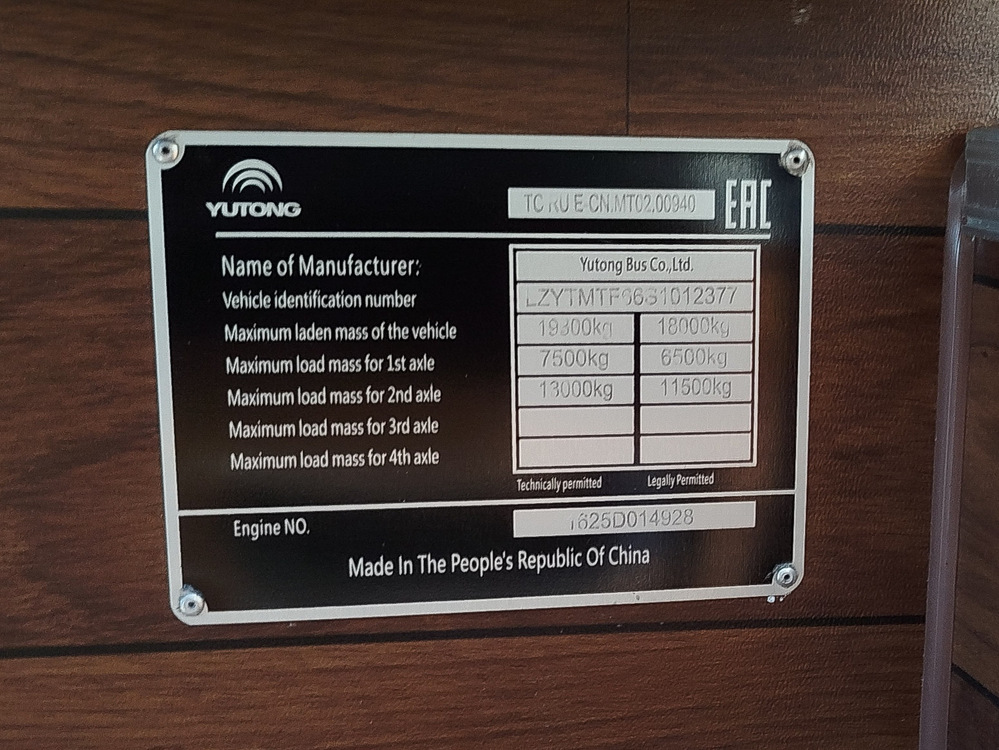 YUTONG
TC RU E-CN.MT02.00940
EAC
Name of Manufacturer: Yutong Bus Co.,Ltd.
Vehicle identification number
Maximum laden mass of the vehicle 19300kg 18000kg
Maximum load mass for 1st axle 7500kg 6500kg
Maximum load mass for 2nd axle 13000kg 11500kg
Maximum load mass for 3rd axle
Maximum load mass for 4th axle
Technically permitted Legally Permitted
Engine NO. 1625D014928
Made In The People's Republic Of China